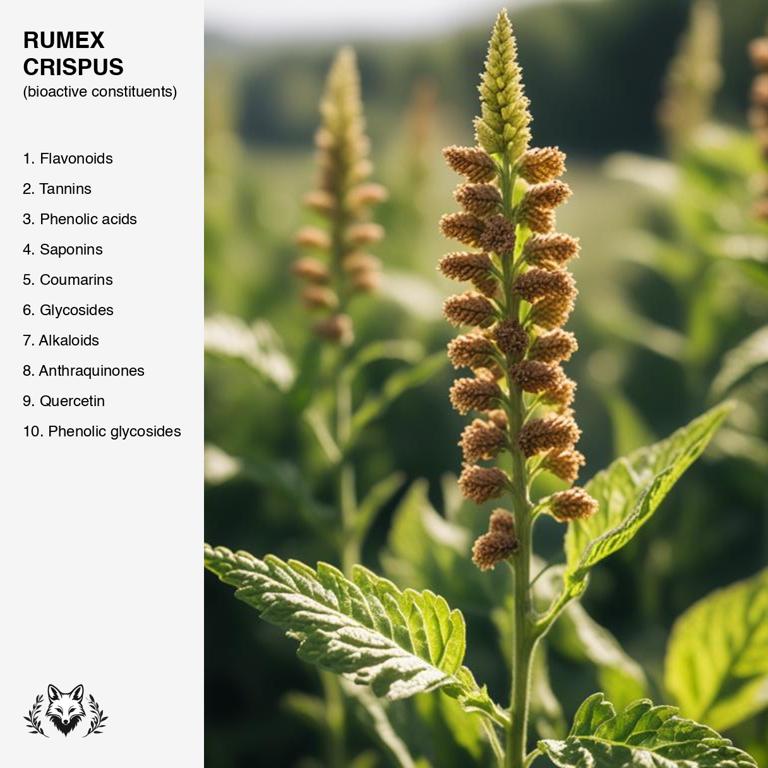 RUMEX
CRISPUS
(bioactive constituents)
1. Flavonoids
2. Tannins
3. Phenolic acids
4. Saponins
5. Coumarins
6. Glycosides
7. Alkaloids
8. Anthraquinones
9. Quercetin
10. Phenolic glycosides